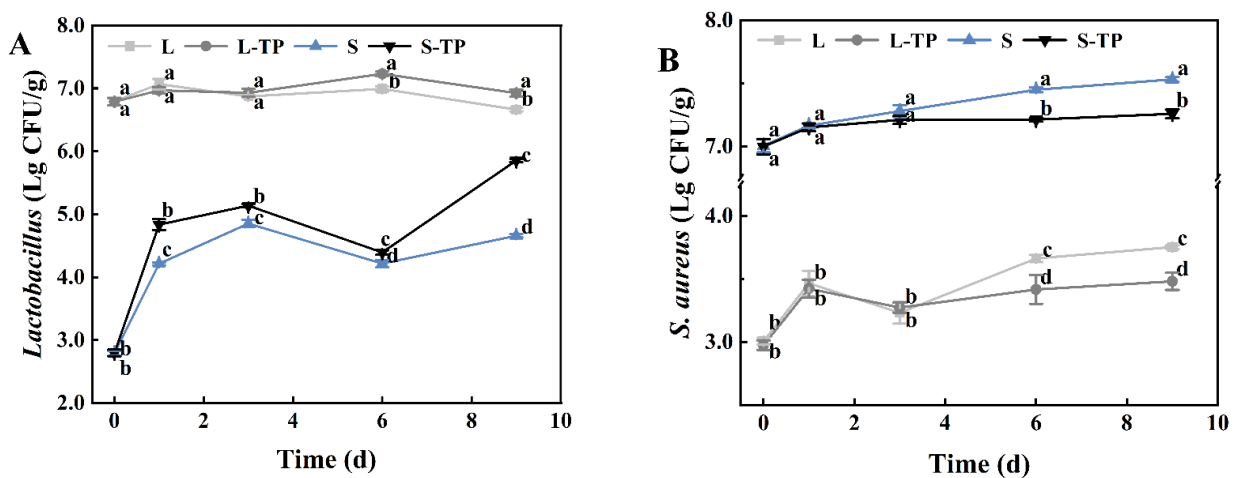 A
L L-TP S S-TP
Lactobacillus (Lg CFU/g)
8.0
7.0
6.0
5.0
4.0
3.0
2.0
a a a a b
a a a a b
b b c c
c c d d
b
b
0 2 4 6 8 10
Time (d)
B
L L-TP S S-TP
S. aureus (Lg CFU/g)
8.0
7.0
4.0
3.0
a a a a a
a a a b b
b b b c c
b b b d d
0 2 4 6 8 10
Time (d)